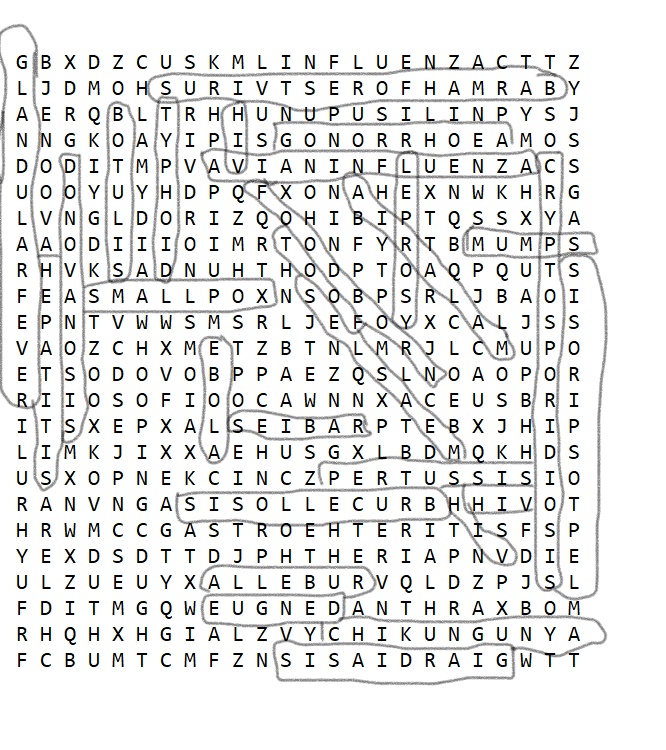 G B X D Z C U S K M L I N F L U E N Z A C T T Z
L J D M O H S U R I V T S E R O F H A M R A B Y
A E R Q B L T R H H U N U P U S I L I N P Y S J
N N G K O A Y I P I S G O N O R R H O E A M O S
D O D I T M P V A V I A N I N F L U E N Z A C S
U O O Y U Y H D P Q F X O N A H E X N W K H R G
L V N G L D O R I Z Q O H I B I P T Q S S X Y A
A A O D I I I O I M R T O N F Y R T B M U M P S
R H V K S A D N U H T H O D P T O A Q P Q U T S
F E A S M A L L P O X N S O B P S R L J B A O I
E P N T V W W S M S R L J E F O Y X C A L J S S
V A O Z C H X M E T Z B T N L M R J L C M U P O
E T S O D O V O B P P A E Z Q S L N O A O P O R
R I I O S O F I O O C A W N N X A C E U S B R I
I T S X E P X A L S E I B A R P T E B X J H I P
L I M K J I X X A E H U S G X L B D M Q K H D S
U S X O P N E K C I N C Z P E R T U S S I S I O
R A N V N G A S I S O L L E C U R B H H I V O T
H R W M C C G A S T R O E H T E R I T I S F S P
Y E X D S D T T D J P H T H E R I A P N V D I E
U L Z U E U Y X A L L E B U R V Q L D Z P J S L
F D I T M G Q W E U G N E D A N T H R A X B O M
R H Q H X H G I A L Z V Y C H I K U N G U N Y A
F C B U M T C M F Z N S I S A I D R A I G W T T